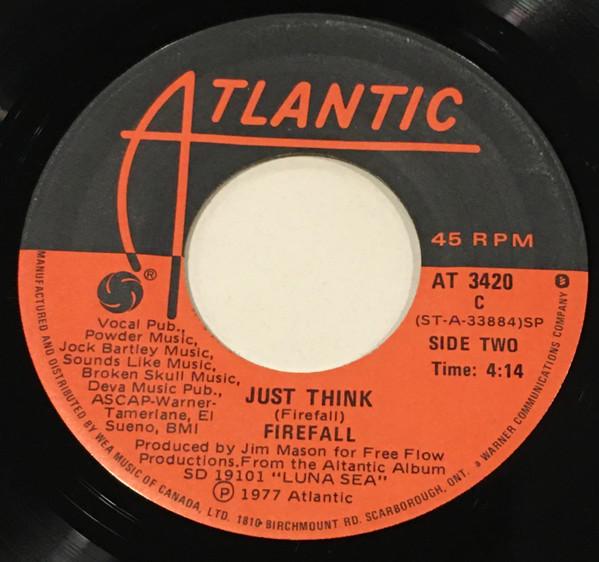 ATLANTIC
45 RPM
®
AT 3420
C
(ST-A-33884)SP
SIDE TWO
Time: 4:14
Vocal Pub.,
Powder Music,
Jock Bartley Music,
Sounds Like Music,
Broken Skull Music,
Deva Music Pub.,
ASCAP-Warner-
Tamerlane, El
Sueno, BMI
JUST THINK
(Firefall)
FIREFALL
Produced by Jim Mason for Free Flow
Productions.From the Altantic Album
SD 19101 "LUNA SEA"
Ⓟ 1977 Atlantic
MANUFACTURED AND DISTRIBUTED BY WEA MUSIC OF CANADA, LTD. 1810 BIRCHMOUNT RD. SCARBOROUGH, ONT. a WARNER COMMUNICATIONS COMPANY